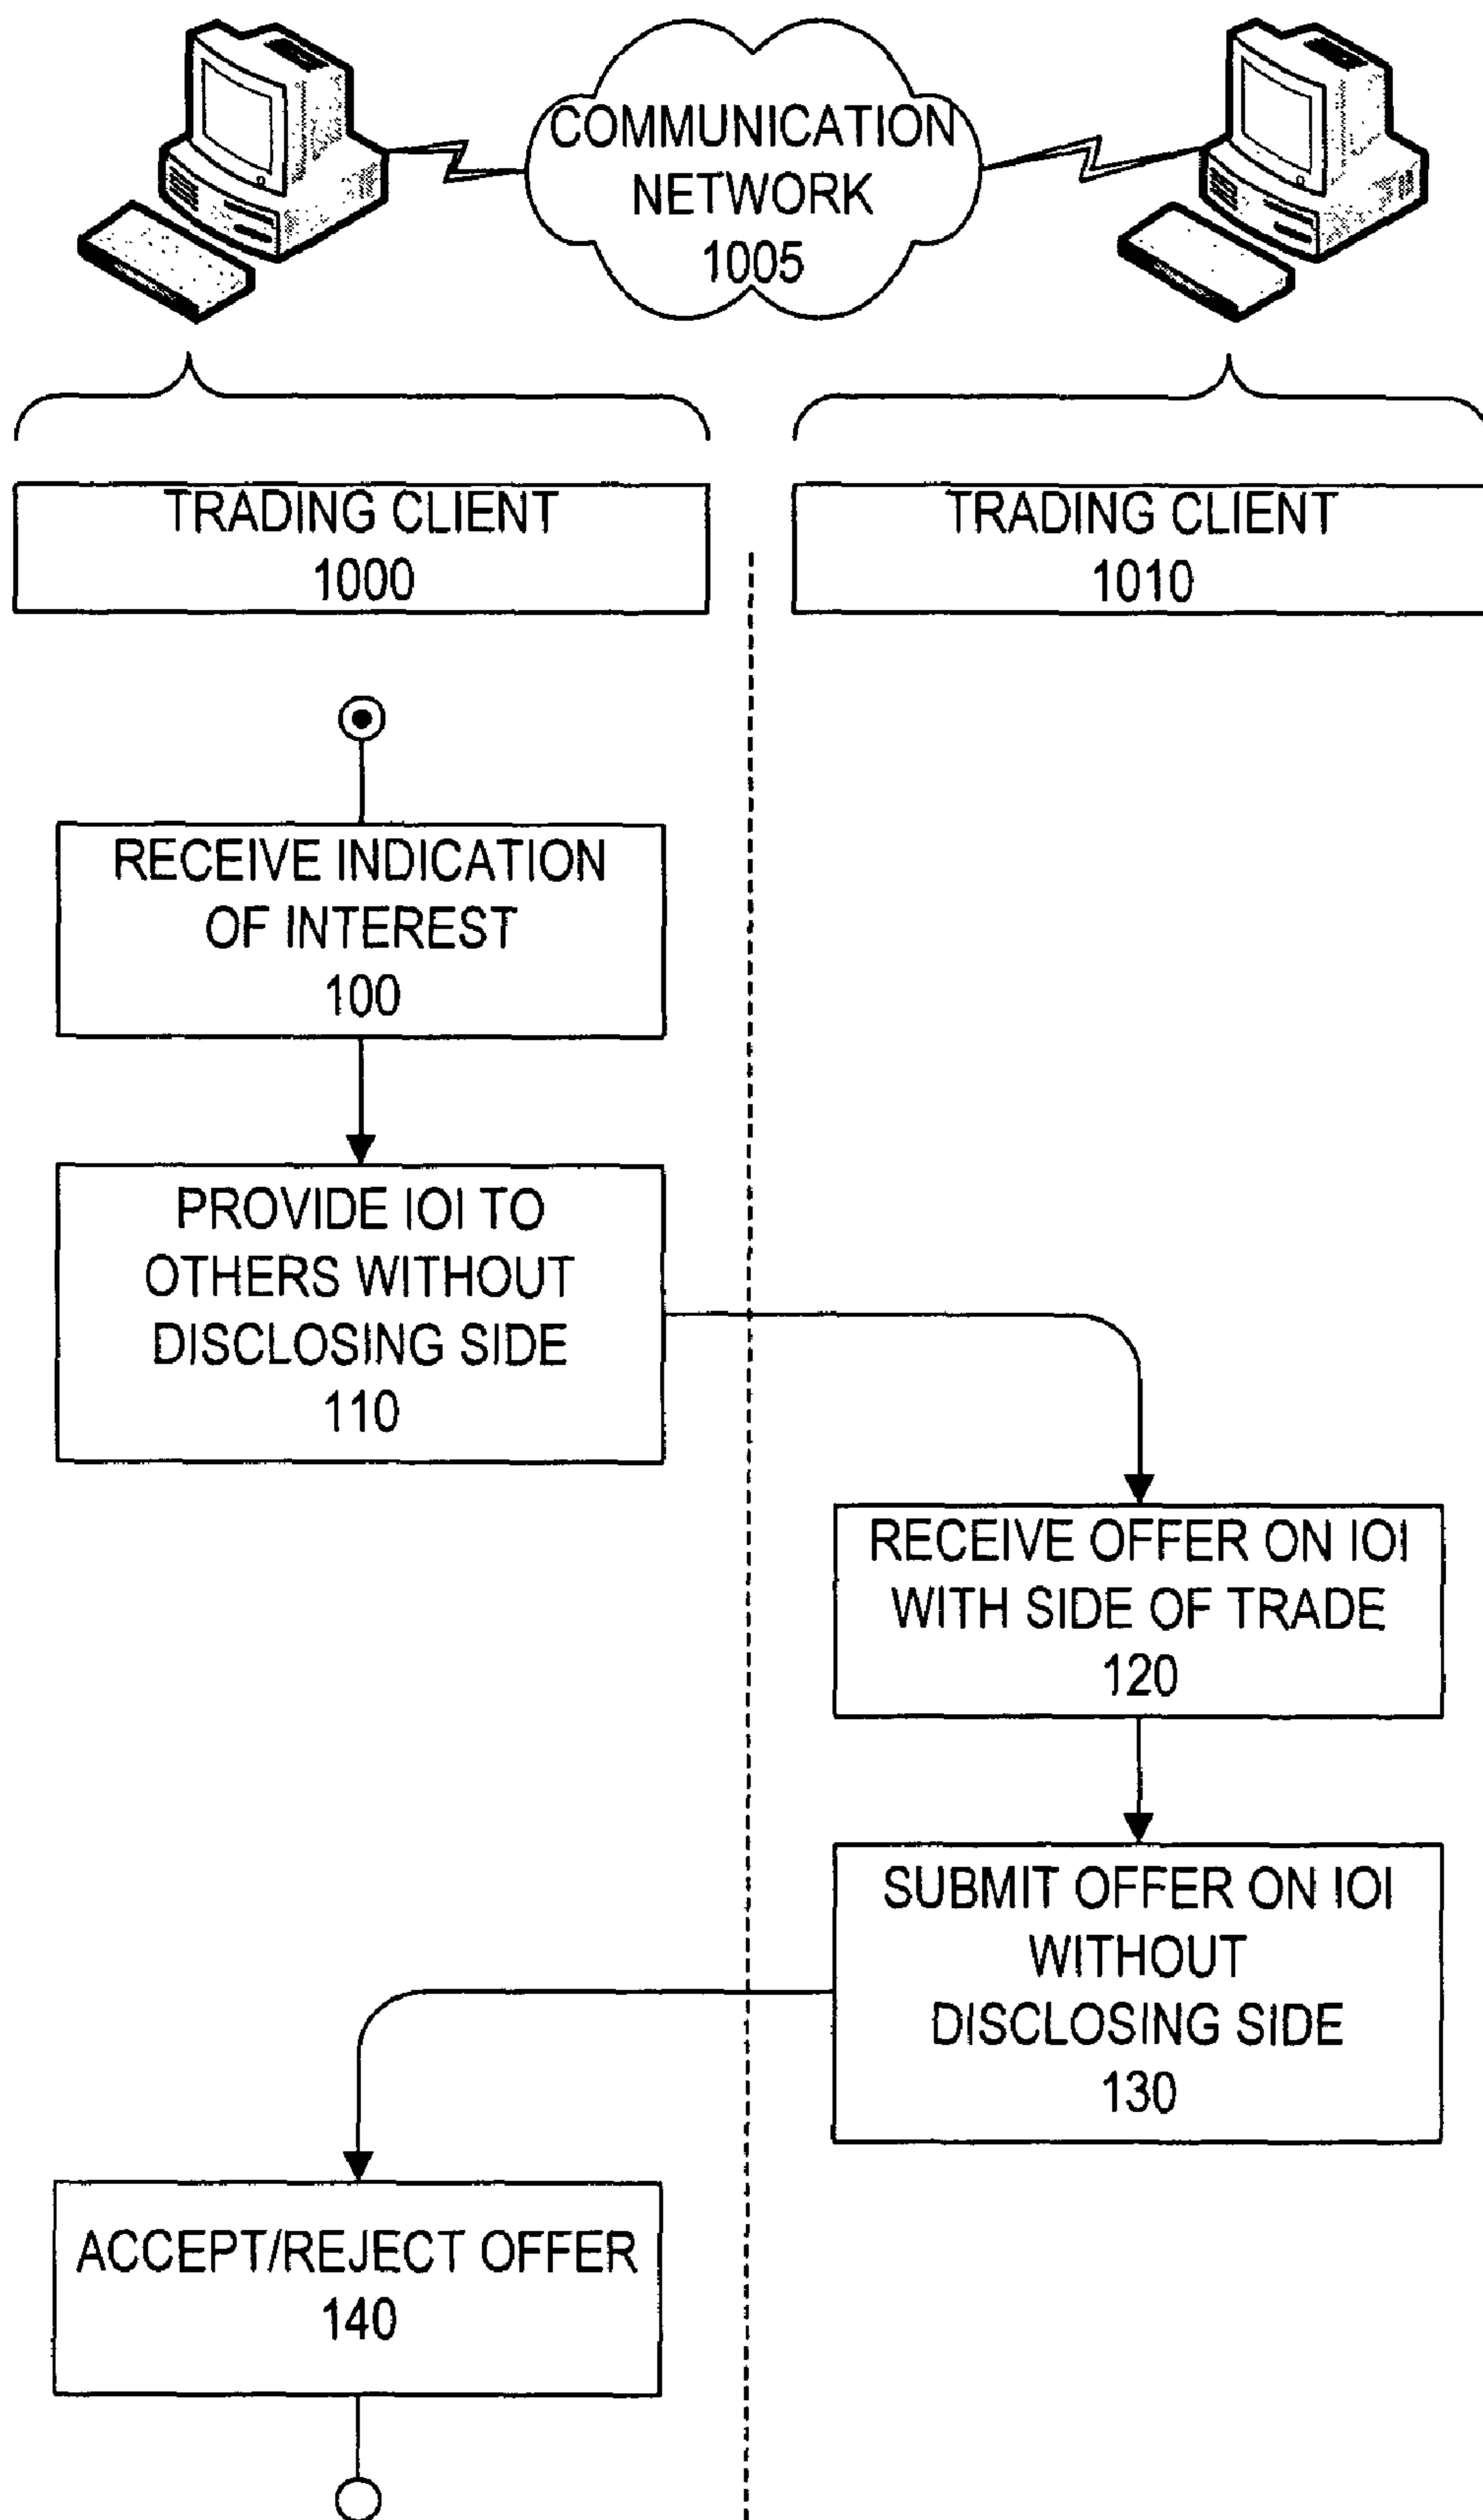 COMMUNICATION
NETWORK
1005
TRADING CLIENT
1000
TRADING CLIENT
1010
RECEIVE INDICATION
OF INTEREST
100
PROVIDE IOI TO
OTHERS WITHOUT
DISCLOSING SIDE
110
RECEIVE OFFER ON IOI
WITH SIDE OF TRADE
120
SUBMIT OFFER ON IOI
WITHOUT
DISCLOSING SIDE
130
ACCEPT/REJECT OFFER
140